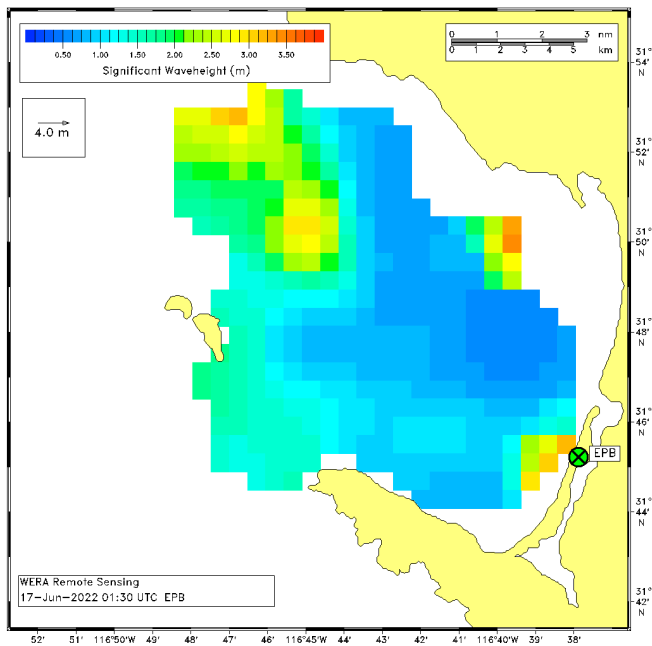 0.50 1.00 1.50 2.00 2.50 3.00 3.50
Significant Waveheight (m)
0 1 2 3 nm
0 1 2 3 4 5 km
4.0 m
31°
54'
N
31°
52'
N
31°
50'
N
31°
48'
N
31°
46'
N
31°
44'
N
31°
42'
N
EPB
WERA Remote Sensing
17-Jun-2022 01:30 UTC EPB
52' 51' 116°50' 49' 48' 47' 46' 116°45' 44' 43' 42' 41' 116°40' 39' 38'